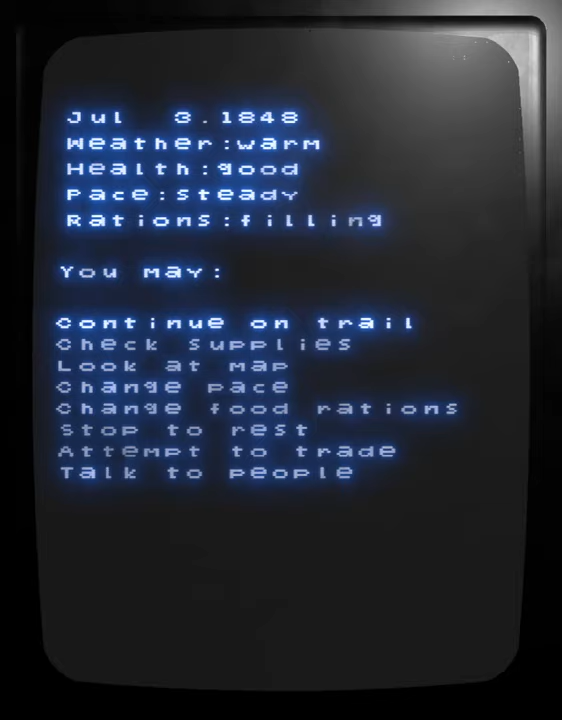 Jul 3.1848
Weather:warm
Health:good
Pace:steady
Rations:filling
You may:
Continue on trail
Check supplies
Look at map
Change pace
Change food rations
Stop to rest
Attempt to trade
Talk to people